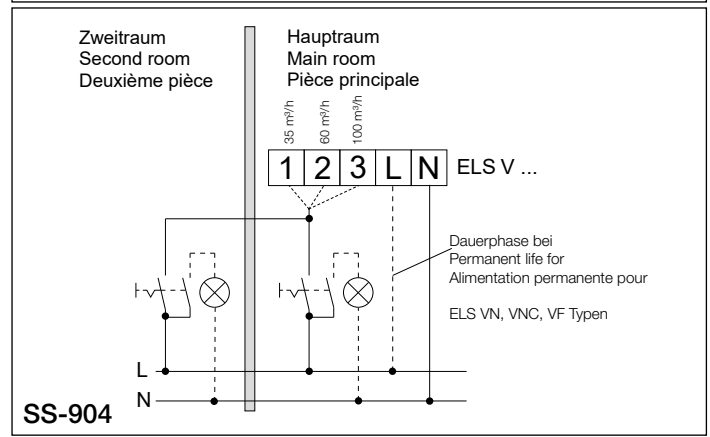 Zweitraum
Second room
Deuxième pièce
Hauptraum
Main room
Pièce principale
35 m³/h
60 m³/h
100 m³/h
1 2 3 L N ELS V ...
Dauerphase bei
Permanent life for
Alimentation permanente pour
ELS VN, VNC, VF Typen
L
N
SS-904